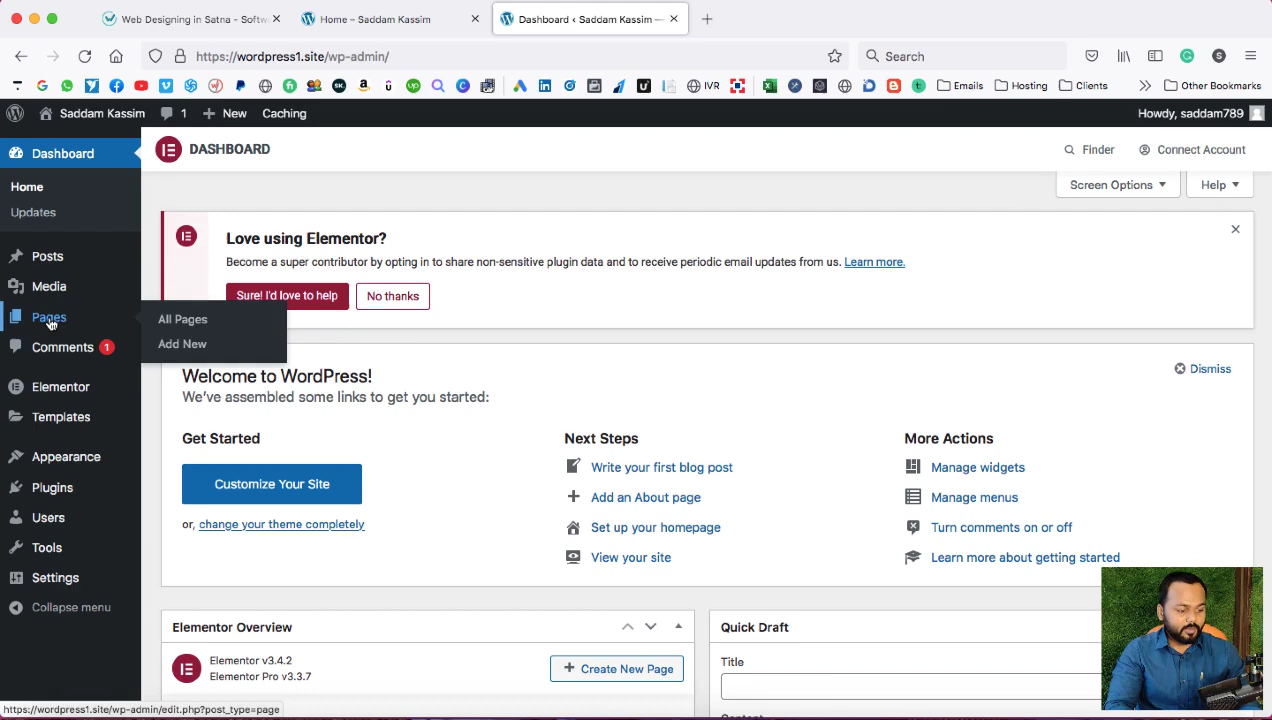 Web Designing in Satna - Softw
Home – Saddam Kassim
Dashboard ‹ Saddam Kassim —
https://wordpress1.site/wp-admin/
Search
IVR
Emails
Hosting
Clients
Other Bookmarks
Saddam Kassim
1
New
Caching
Howdy, saddam789
Dashboard
DASHBOARD
Finder
Connect Account
Home
Updates
Screen Options
Help
Posts
Media
Pages
All Pages
Add New
Comments 1
Elementor
Templates
Appearance
Plugins
Users
Tools
Settings
Collapse menu
Love using Elementor?
Become a super contributor by opting in to share non-sensitive plugin data and to receive periodic email updates from us. Learn more.
Sure! I'd love to help
No thanks
Welcome to WordPress!
We've assembled some links to get you started:
Dismiss
Get Started
Customize Your Site
or, change your theme completely
Next Steps
Write your first blog post
Add an About page
Set up your homepage
View your site
More Actions
Manage widgets
Manage menus
Turn comments on or off
Learn more about getting started
Elementor Overview
Elementor v3.4.2
Elementor Pro v3.3.7
Create New Page
Quick Draft
Title
https://wordpress1.site/wp-admin/edit.php?post_type=page